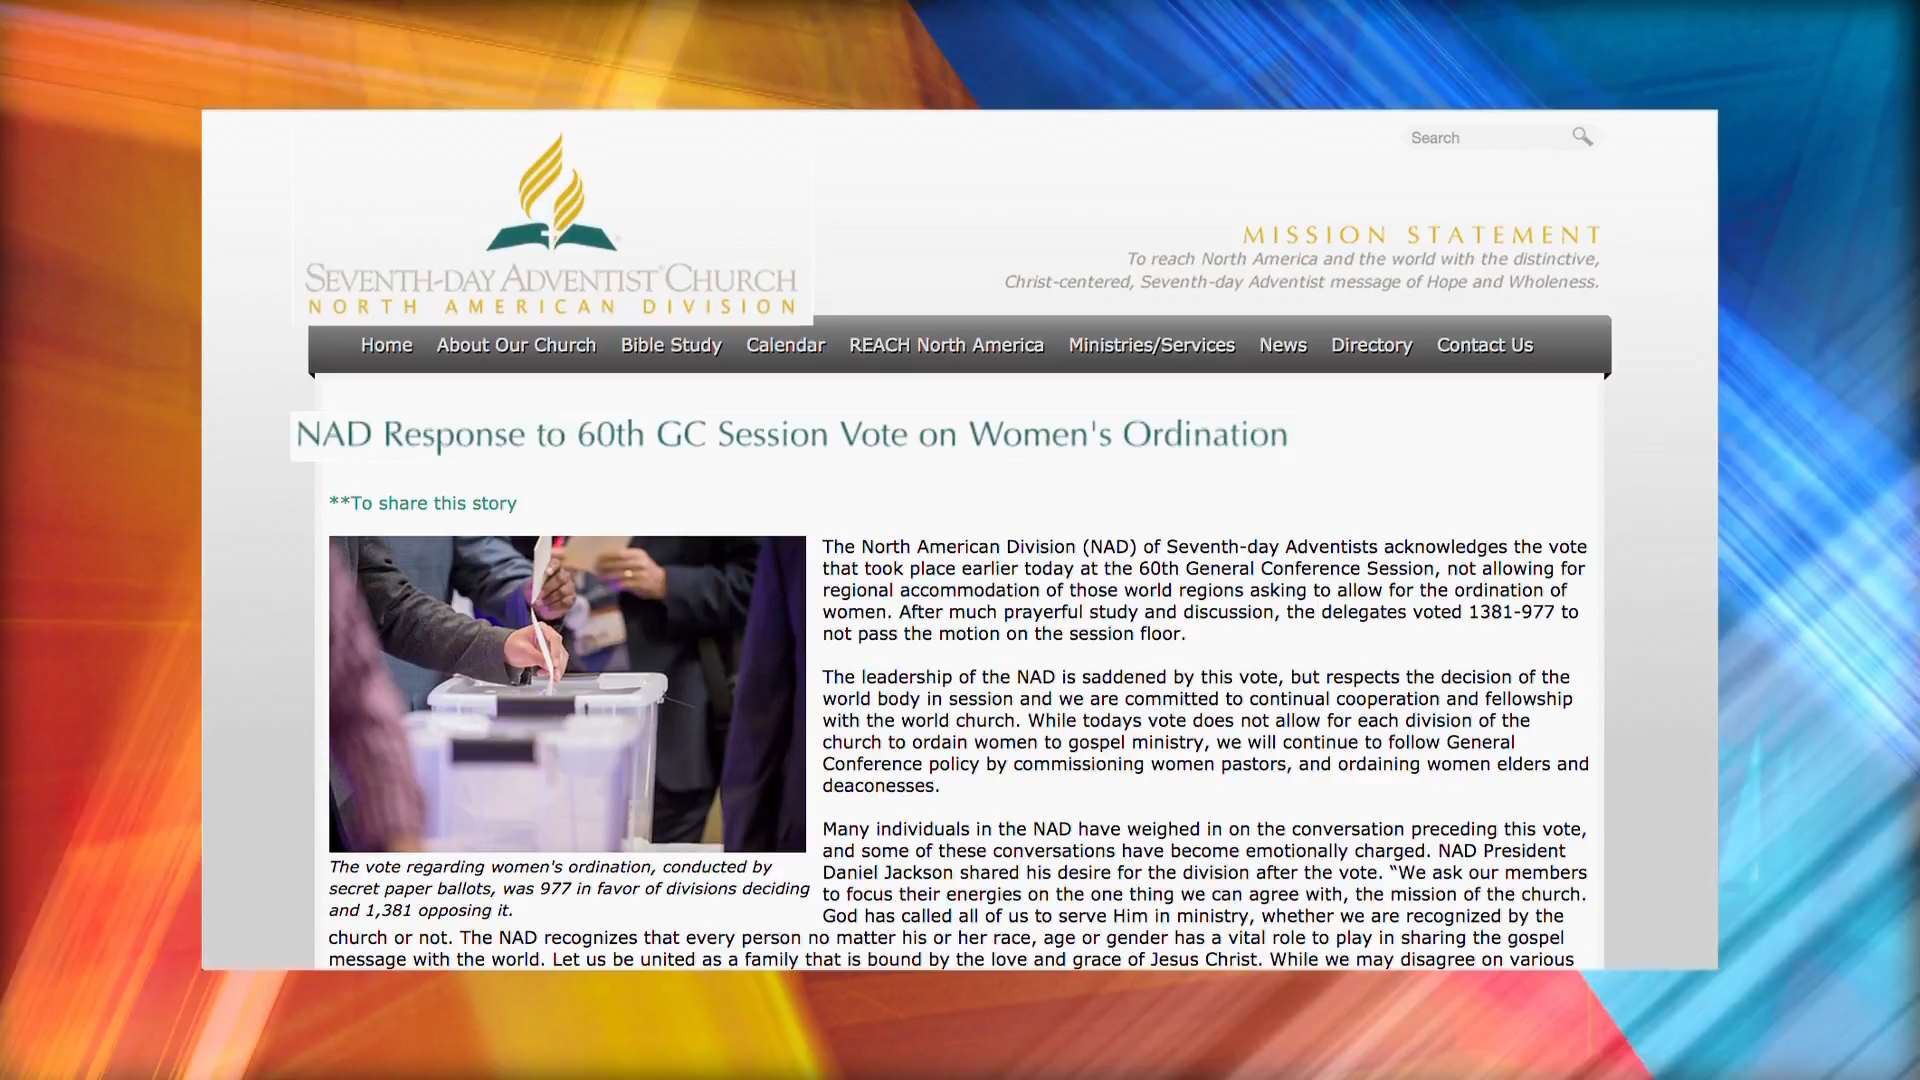 Search
MISSION STATEMENT
To reach North America and the world with the distinctive,
Christ-centered, Seventh-day Adventist message of Hope and Wholeness.
SEVENTH-DAY ADVENTIST® CHURCH
NORTH AMERICAN DIVISION
Home About Our Church Bible Study Calendar REACH North America Ministries/Services News Directory Contact Us
NAD Response to 60th GC Session Vote on Women's Ordination
**To share this story
The North American Division (NAD) of Seventh-day Adventists acknowledges the vote
that took place earlier today at the 60th General Conference Session, not allowing for
regional accommodation of those world regions asking to allow for the ordination of
women. After much prayerful study and discussion, the delegates voted 1381-977 to
not pass the motion on the session floor.
The leadership of the NAD is saddened by this vote, but respects the decision of the
world body in session and we are committed to continual cooperation and fellowship
with the world church. While todays vote does not allow for each division of the
church to ordain women to gospel ministry, we will continue to follow General
Conference policy by commissioning women pastors, and ordaining women elders and
deaconesses.
The vote regarding women's ordination, conducted by
secret paper ballots, was 977 in favor of divisions deciding
and 1,381 opposing it.
Many individuals in the NAD have weighed in on the conversation preceding this vote,
and some of these conversations have become emotionally charged. NAD President
Daniel Jackson shared his desire for the division after the vote. “We ask our members
to focus their energies on the one thing we can agree with, the mission of the church.
God has called all of us to serve Him in ministry, whether we are recognized by the
church or not. The NAD recognizes that every person no matter his or her race, age or gender has a vital role to play in sharing the gospel
message with the world. Let us be united as a family that is bound by the love and grace of Jesus Christ. While we may disagree on various